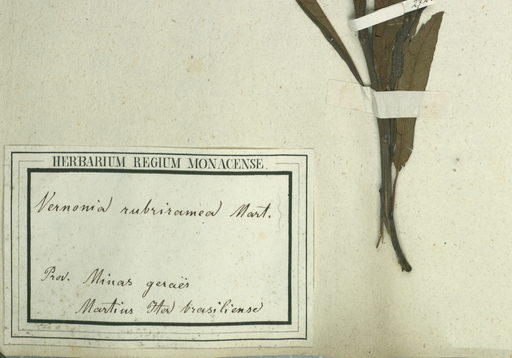 HERBARIUM REGIUM MONACENSE.
Vernonia rubriramea Mart.
Prov. Minas geraës
Martius Iter brasiliense